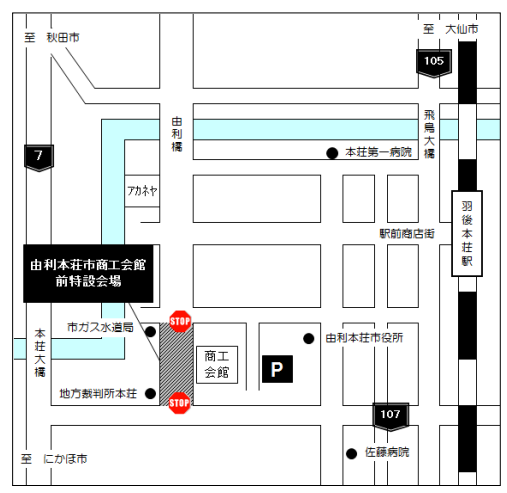 至 秋田市
至 大仙市
105
由利橋
飛鳥大橋
本荘第一病院
7
アカネヤ
羽後本荘駅
駅前商店街
由利本荘市商工会館
前特設会場
STOP
市ガス水道局
本荘大橋
由利本荘市役所
商工
会館
P
地方裁判所本荘
STOP
107
佐藤病院
至 にかほ市